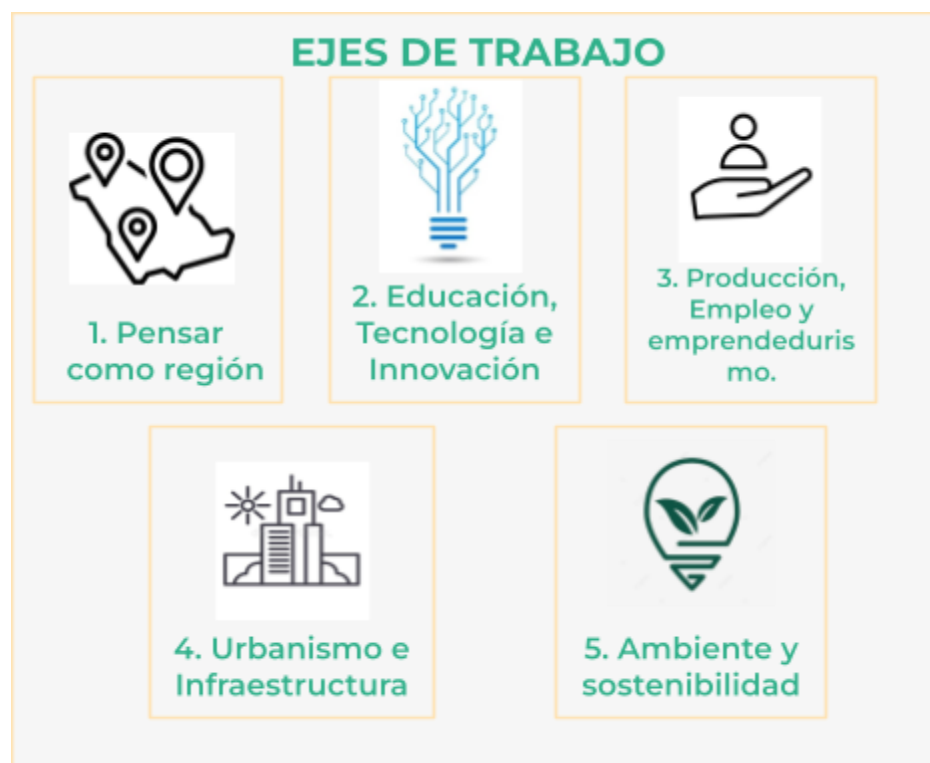 EJES DE TRABAJO
1. Pensar
como región
2. Educación,
Tecnología e
Innovación
3. Producción,
Empleo y
emprendeduris
mo.
4. Urbanismo e
Infraestructura
5. Ambiente y
sostenibilidad